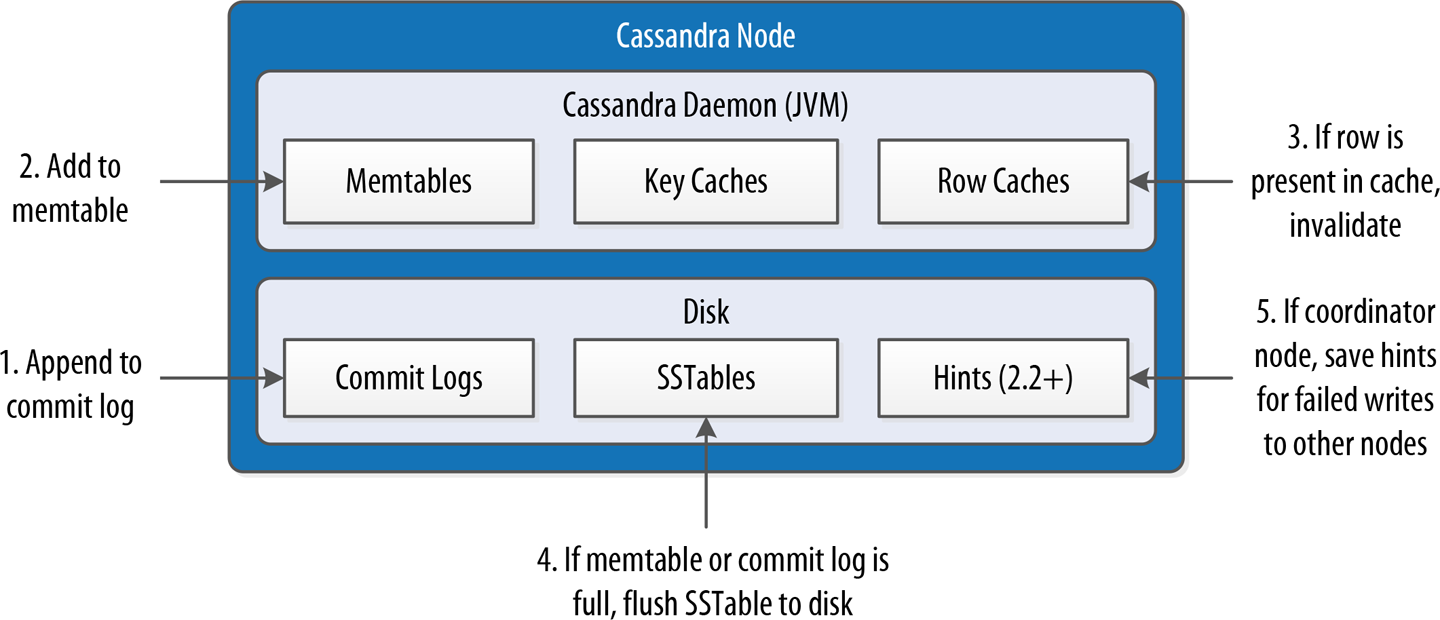 Cassandra Node
Cassandra Daemon (JVM)
Memtables
Key Caches
Row Caches
2. Add to
memtable
3. If row is
present in cache,
invalidate
Disk
Commit Logs
SSTables
Hints (2.2+)
1. Append to
commit log
5. If coordinator
node, save hints
for failed writes
to other nodes
4. If memtable or commit log is
full, flush SSTable to disk